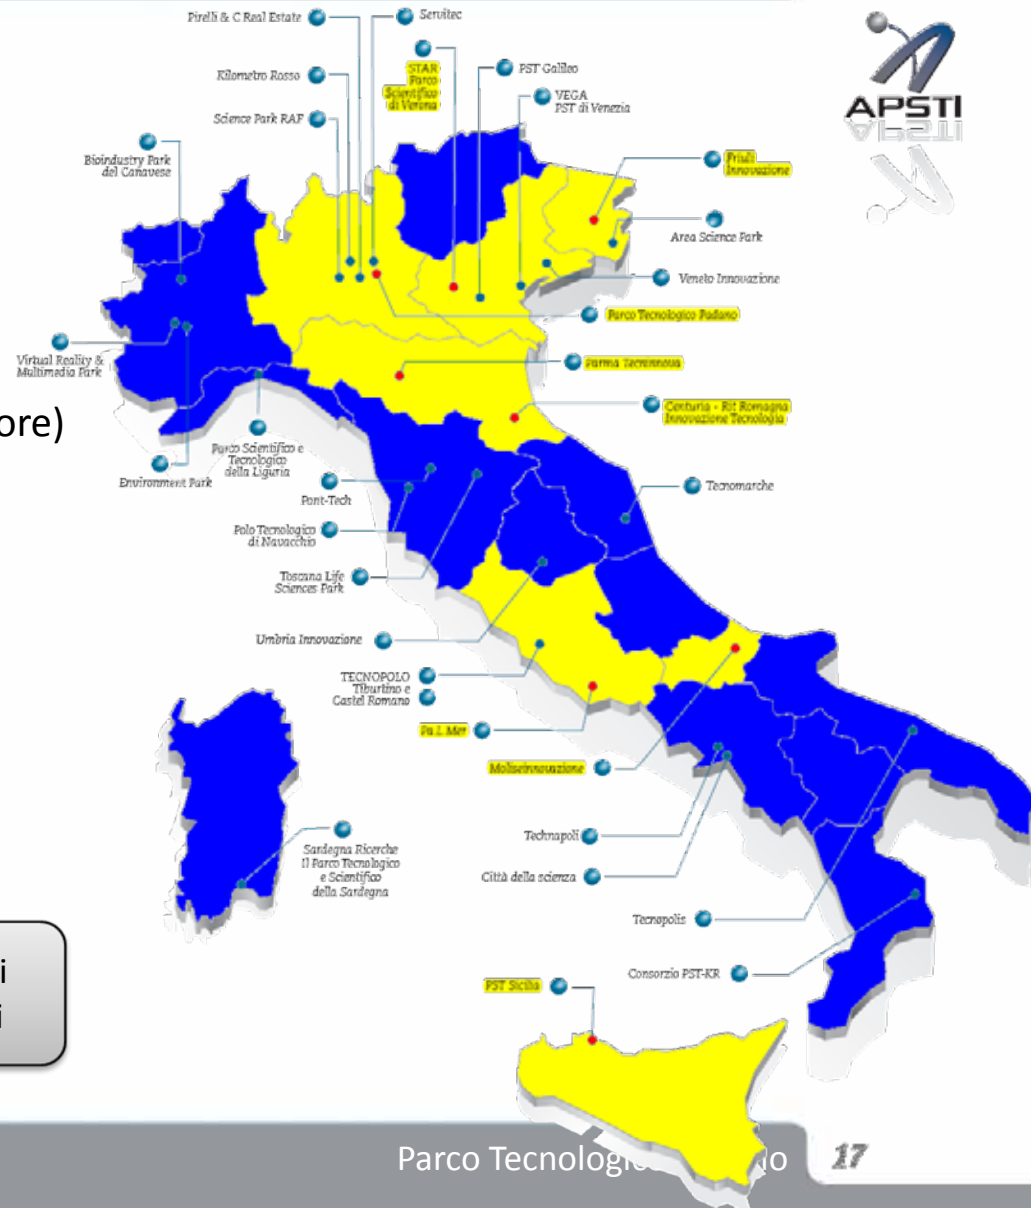 Pirelli & C Real Estate
Servitec
Kilometro Rosso
STAR
Parco
Scientifico
di Verona
PST Galileo
VEGA
PST di Venezia
Science Park RAF
APSTI
Bioindustry Park
del Canavese
Friuli
Innovazione
Area Science Park
Veneto Innovazione
Parco Tecnologico Padano
Virtual Reality &
Multimedia Park
Parma Tecninnova
ore)
Centuria - Rit Romagna
Innovazione Tecnologia
Parco Scientifico e
Tecnologico
della Liguria
Environment Park
Pont-Tech
Tecnomarche
Polo Tecnologico
di Navacchio
Toscana Life
Sciences Park
Umbria Innovazione
TECNOPOLO
Tiburtino e
Castel Romano
Pa.L.Mer
Moliseinnovazione
Technapoli
Sardegna Ricerche
Il Parco Tecnologico
e Scientifico
della Sardegna
Città della scienza
Tecnopolis
Consorzio PST-KR
i
i
PST Sicilia
Parco Tecnologic
o
17